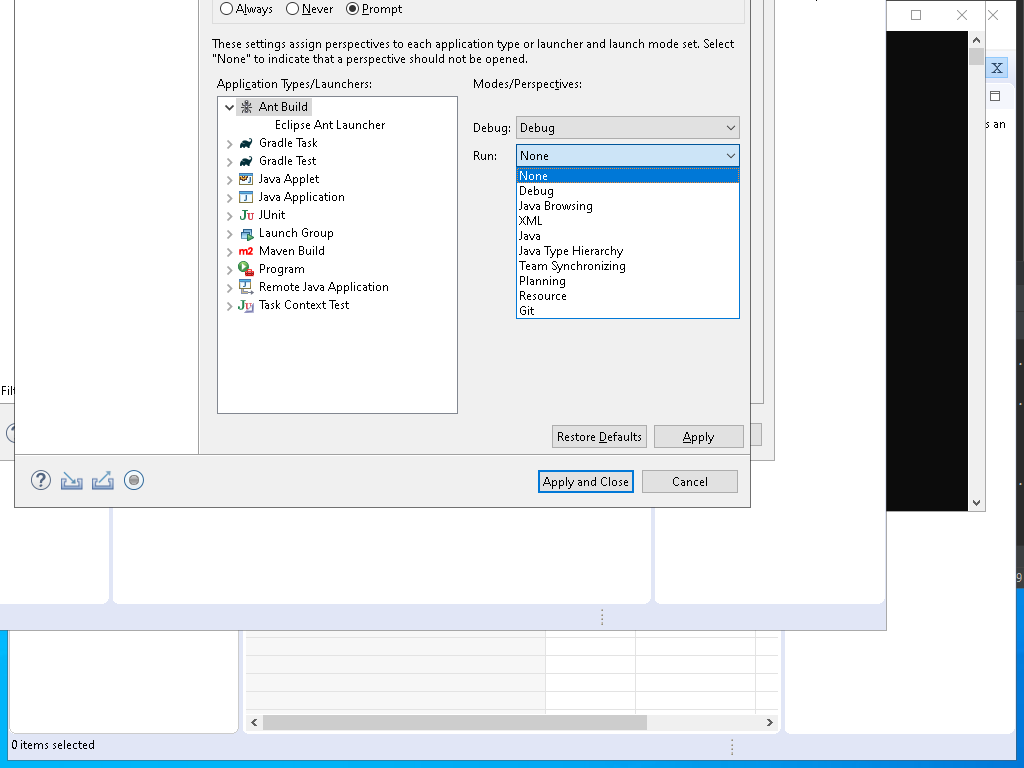 Always Never Prompt
These settings assign perspectives to each application type or launcher and launch mode set. Select
"None" to indicate that a perspective should not be opened.
Application Types/Launchers:
Modes/Perspectives:
Ant Build
Eclipse Ant Launcher
Gradle Task
Gradle Test
Java Applet
Java Application
JUnit
Launch Group
Maven Build
Program
Remote Java Application
Task Context Test
Debug: Debug
Run: None
None
Debug
Java Browsing
XML
Java
Java Type Hierarchy
Team Synchronizing
Planning
Resource
Git
Restore Defaults Apply
Apply and Close Cancel
X
s an
Filt
9
0 items selected